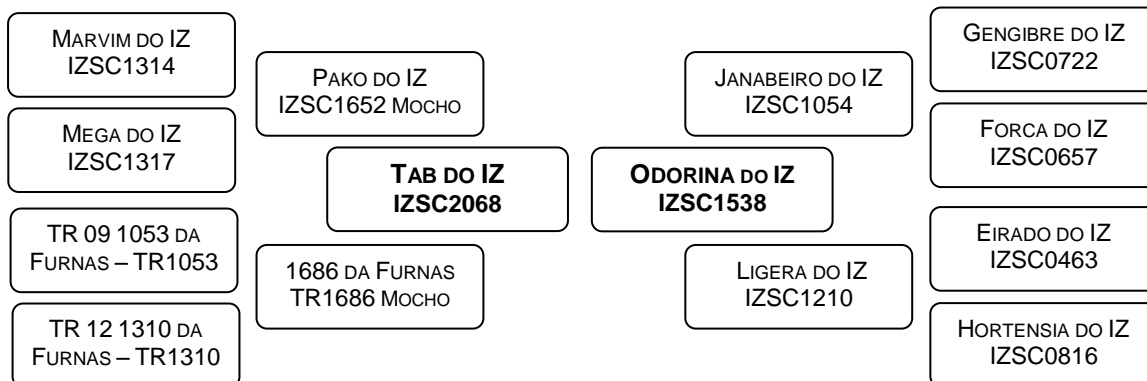 Marvim do IZ
IZSC1314
Mega do IZ
IZSC1317
TR 09 1053 da
Furnas – TR1053
TR 12 1310 da
Furnas – TR1310
Pako do IZ
IZSC1652 Mocho
1686 da Furnas
TR1686 Mocho
Tab do IZ
IZSC2068
Odorina do IZ
IZSC1538
Janabeiro do IZ
IZSC1054
Ligera do IZ
IZSC1210
Gengibre do IZ
IZSC0722
Forca do IZ
IZSC0657
Eirado do IZ
IZSC0463
Hortensia do IZ
IZSC0816